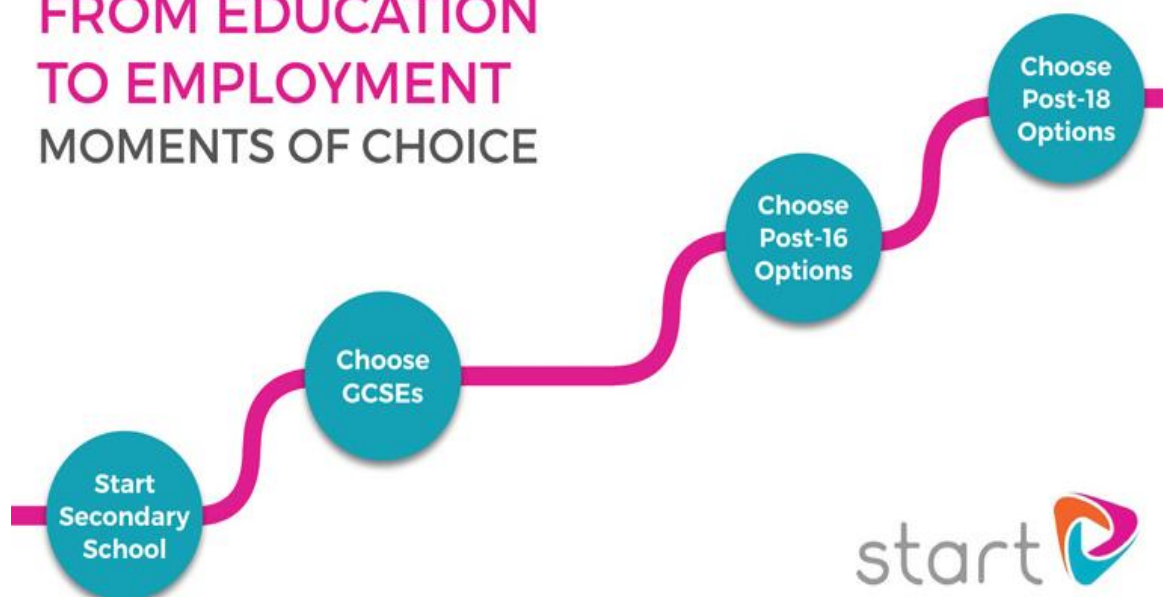 FROM EDUCATION
TO EMPLOYMENT
MOMENTS OF CHOICE
Choose
Post-18
Options
Choose
Post-16
Options
Choose
GCSEs
Start
Secondary
School
start